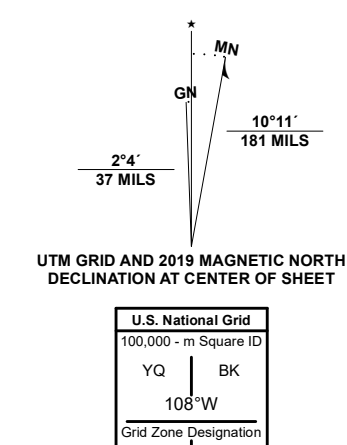 ★
MN
GN
10°11´
181 MILS
2°4´
37 MILS
UTM GRID AND 2019 MAGNETIC NORTH
DECLINATION AT CENTER OF SHEET
U.S. National Grid
100,000 - m Square ID
YQ BK
108°W
Grid Zone Designation